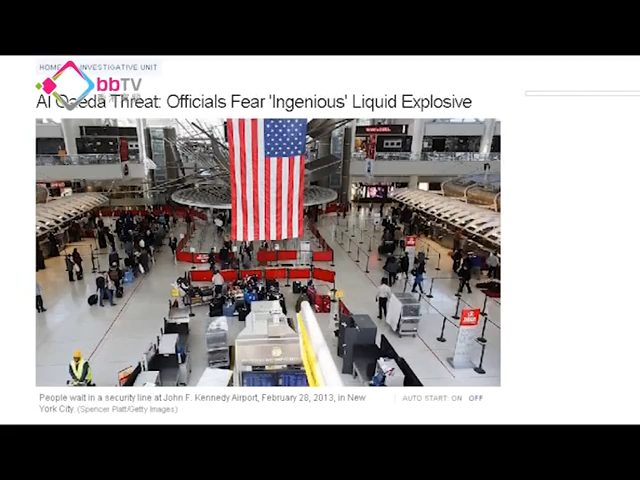 HOME
INVESTIGATIVE UNIT
bbTV
Al Qaeda Threat: Officials Fear 'Ingenious' Liquid Explosive
People wait in a security line at John F. Kennedy Airport, February 28, 2013, in New
York City. (Spencer Platt/Getty Images)
AUTO START: ON OFF